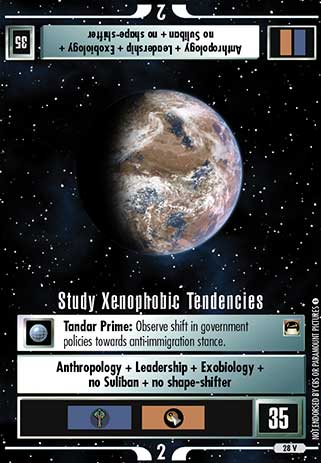 2
35
Anthropology + Leadership + Exobiology +
no Suliban + no shape-shifter
Study Xenophobic Tendencies
Tandar Prime: Observe shift in government
policies towards anti-immigration stance.
Anthropology + Leadership + Exobiology +
no Suliban + no shape-shifter
35
2
28 V
NOT ENDORSED BY CBS OR PARAMOUNT PICTURES